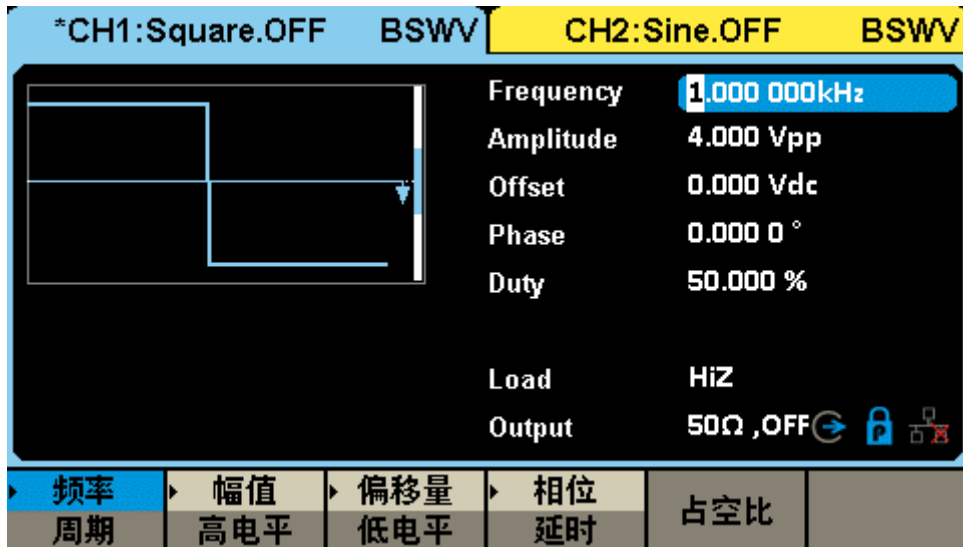 *CH1:Square.OFF BSWV CH2:Sine.OFF BSWV
Frequency 1.000 000kHz
Amplitude 4.000 Vpp
Offset 0.000 Vdc
Phase 0.000 0 °
Duty 50.000 %
Load HiZ
Output 50Ω ,OFF P
频率 幅值 偏移量 相位 占空比
周期 高电平 低电平 延时